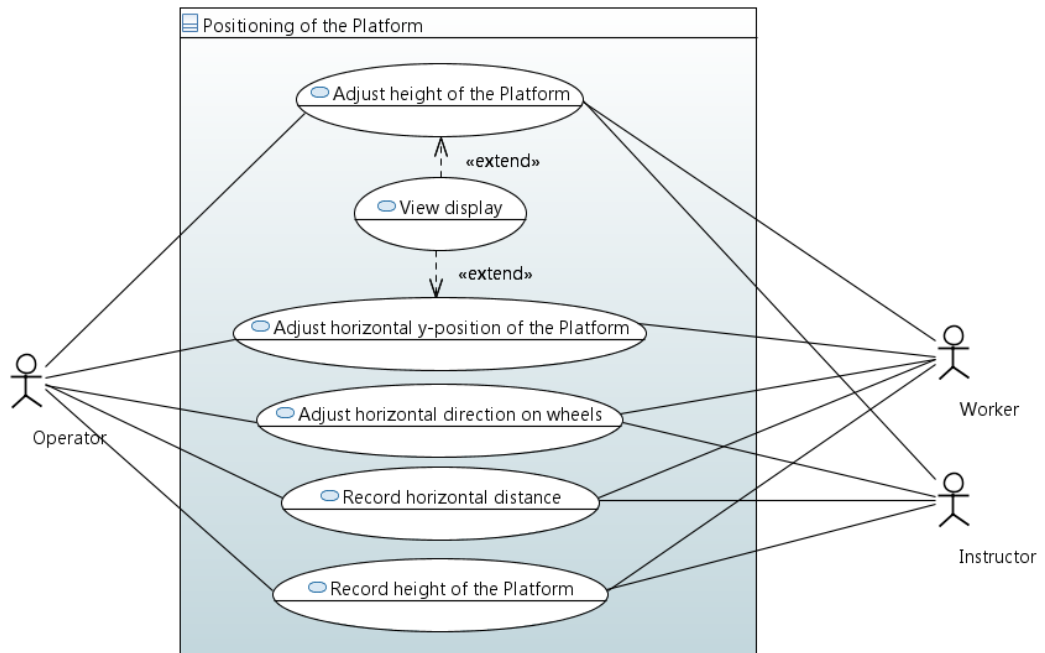 Positioning of the Platform
Adjust height of the Platform
«extend»
View display
«extend»
Adjust horizontal y-position of the Platform
Adjust horizontal direction on wheels
Operator
Worker
Record horizontal distance
Instructor
Record height of the Platform